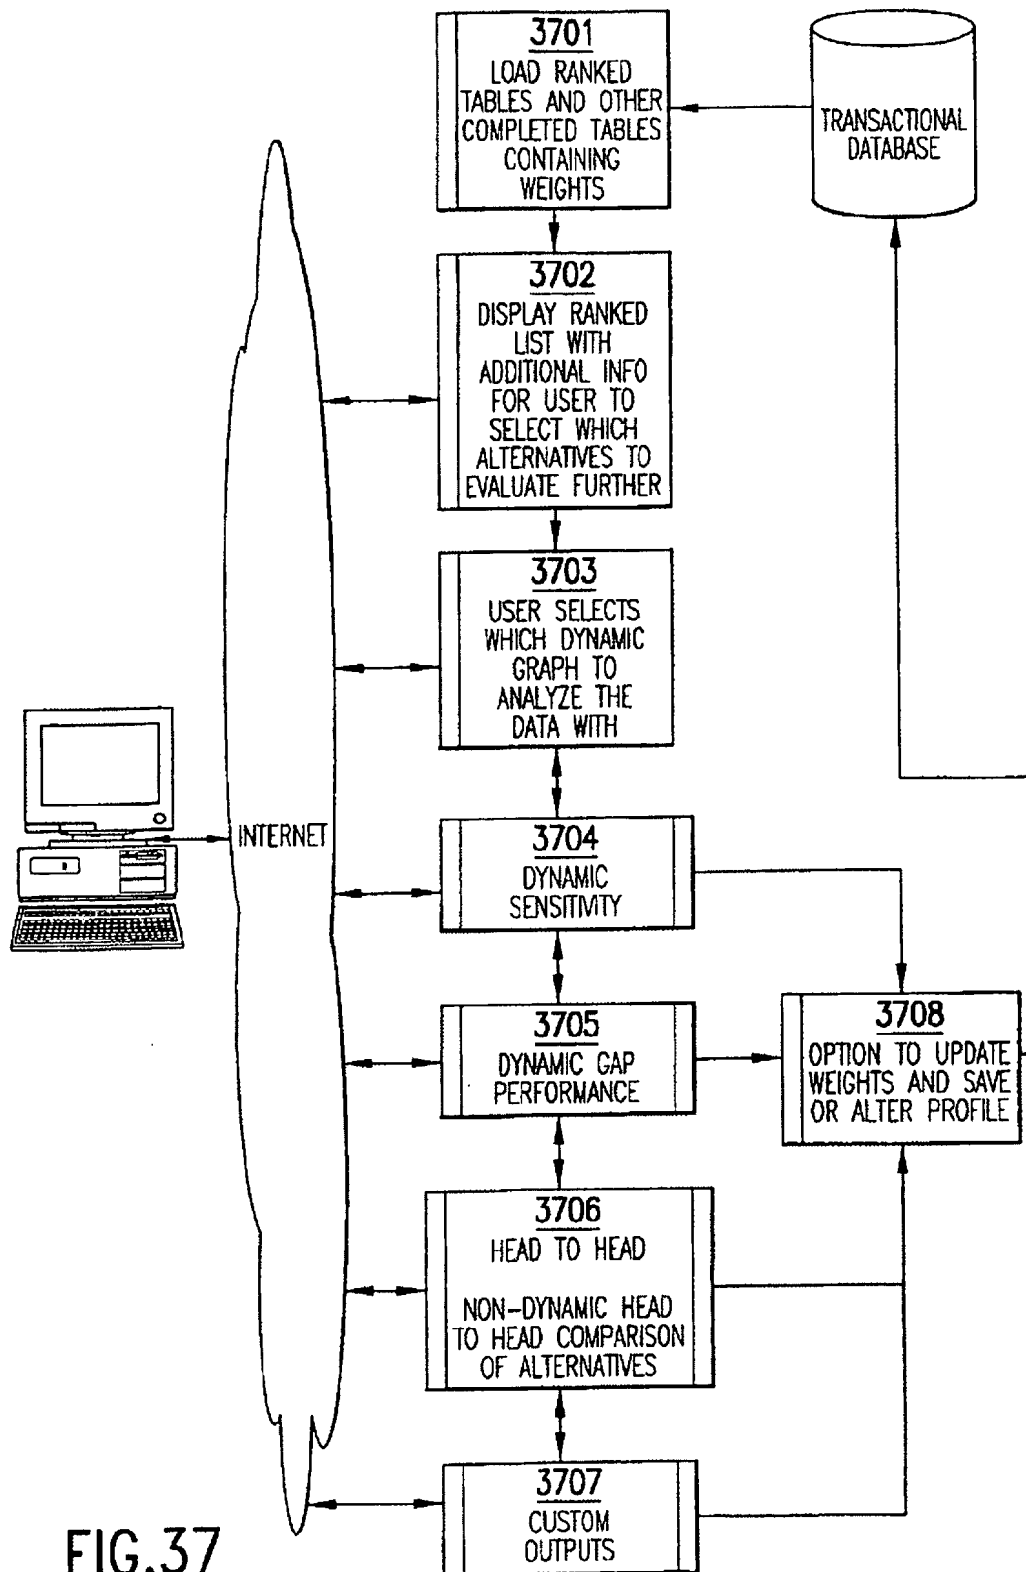 3701
LOAD RANKED
TABLES AND OTHER
COMPLETED TABLES
CONTAINING
WEIGHTS
TRANSACTIONAL
DATABASE
3702
DISPLAY RANKED
LIST WITH
ADDITIONAL INFO
FOR USER TO
SELECT WHICH
ALTERNATIVES TO
EVALUATE FURTHER
3703
USER SELECTS
WHICH DYNAMIC
GRAPH TO
ANALYZE THE
DATA WITH
INTERNET
3704
DYNAMIC
SENSITIVITY
3705
DYNAMIC GAP
PERFORMANCE
3708
OPTION TO UPDATE
WEIGHTS AND SAVE
OR ALTER PROFILE
3706
HEAD TO HEAD
NON-DYNAMIC HEAD
TO HEAD COMPARISON
OF ALTERNATIVES
3707
CUSTOM
OUTPUTS
FIG.37